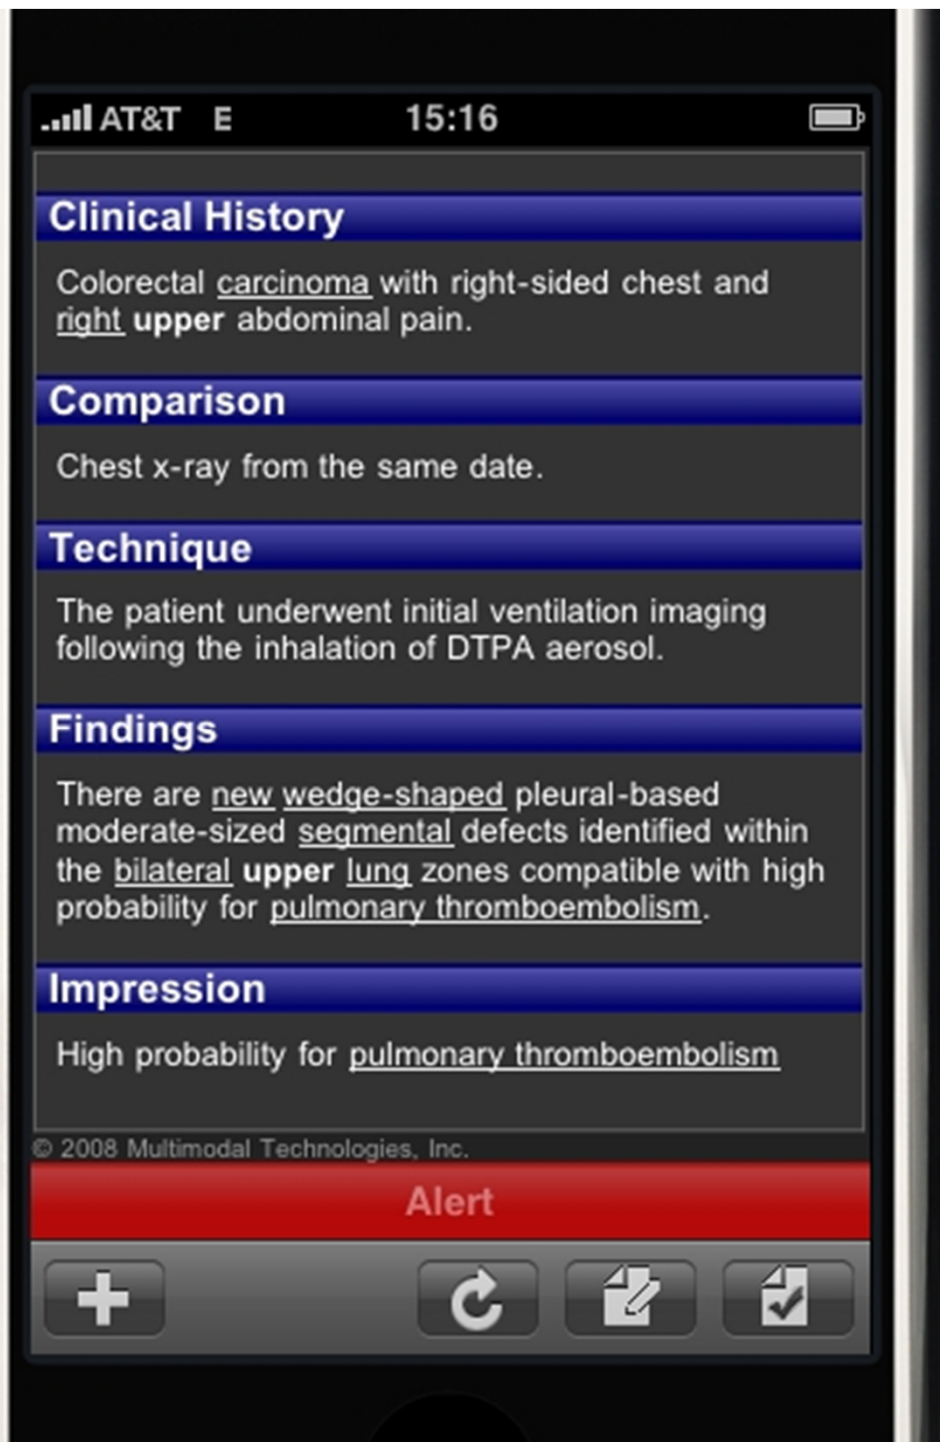 AT&T E 15:16
Clinical History
Colorectal carcinoma with right-sided chest and
right upper abdominal pain.
Comparison
Chest x-ray from the same date.
Technique
The patient underwent initial ventilation imaging
following the inhalation of DTPA aerosol.
Findings
There are new wedge-shaped pleural-based
moderate-sized segmental defects identified within
the bilateral upper lung zones compatible with high
probability for pulmonary thromboembolism.
Impression
High probability for pulmonary thromboembolism
© 2008 Multimodal Technologies, Inc.
Alert